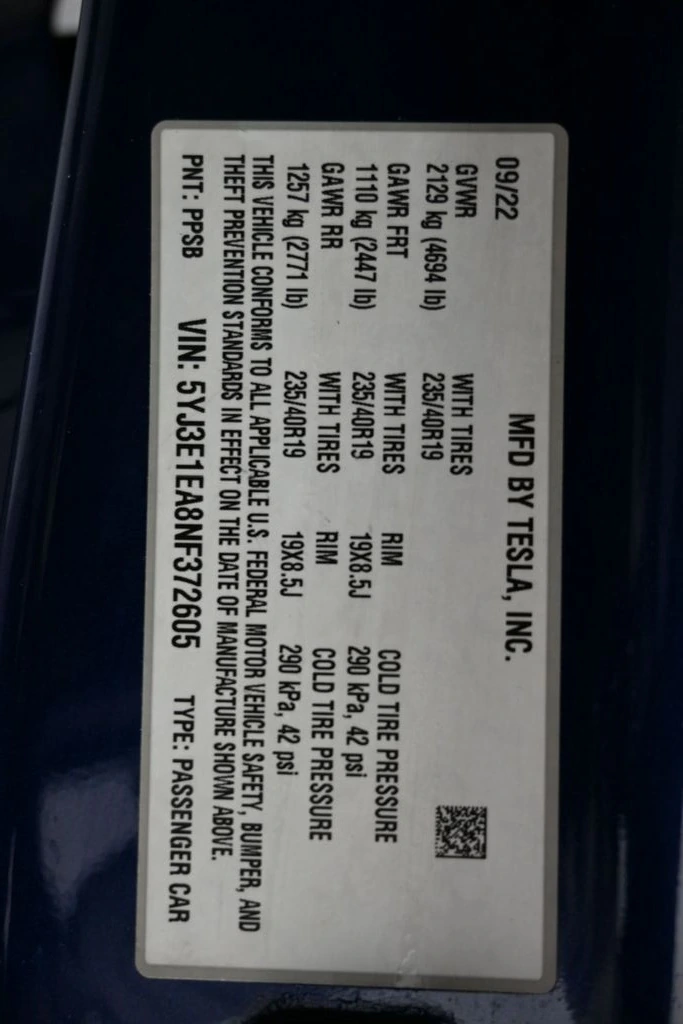 MFD BY TESLA, INC.
09/22
GVWR WITH TIRES
2129 kg (4694 lb) 235/40R19
GAWR FRT WITH TIRES RIM COLD TIRE PRESSURE
1110 kg (2447 lb) 235/40R19 19X8.5J 290 kPa, 42 psi
GAWR RR WITH TIRES RIM COLD TIRE PRESSURE
1257 kg (2771 lb) 235/40R19 19X8.5J 290 kPa, 42 psi
THIS VEHICLE CONFORMS TO ALL APPLICABLE U.S. FEDERAL MOTOR VEHICLE SAFETY, BUMPER, AND
THEFT PREVENTION STANDARDS IN EFFECT ON THE DATE OF MANUFACTURE SHOWN ABOVE.
PNT: PPSB VIN: 5YJ3E1EA8NF372605 TYPE: PASSENGER CAR